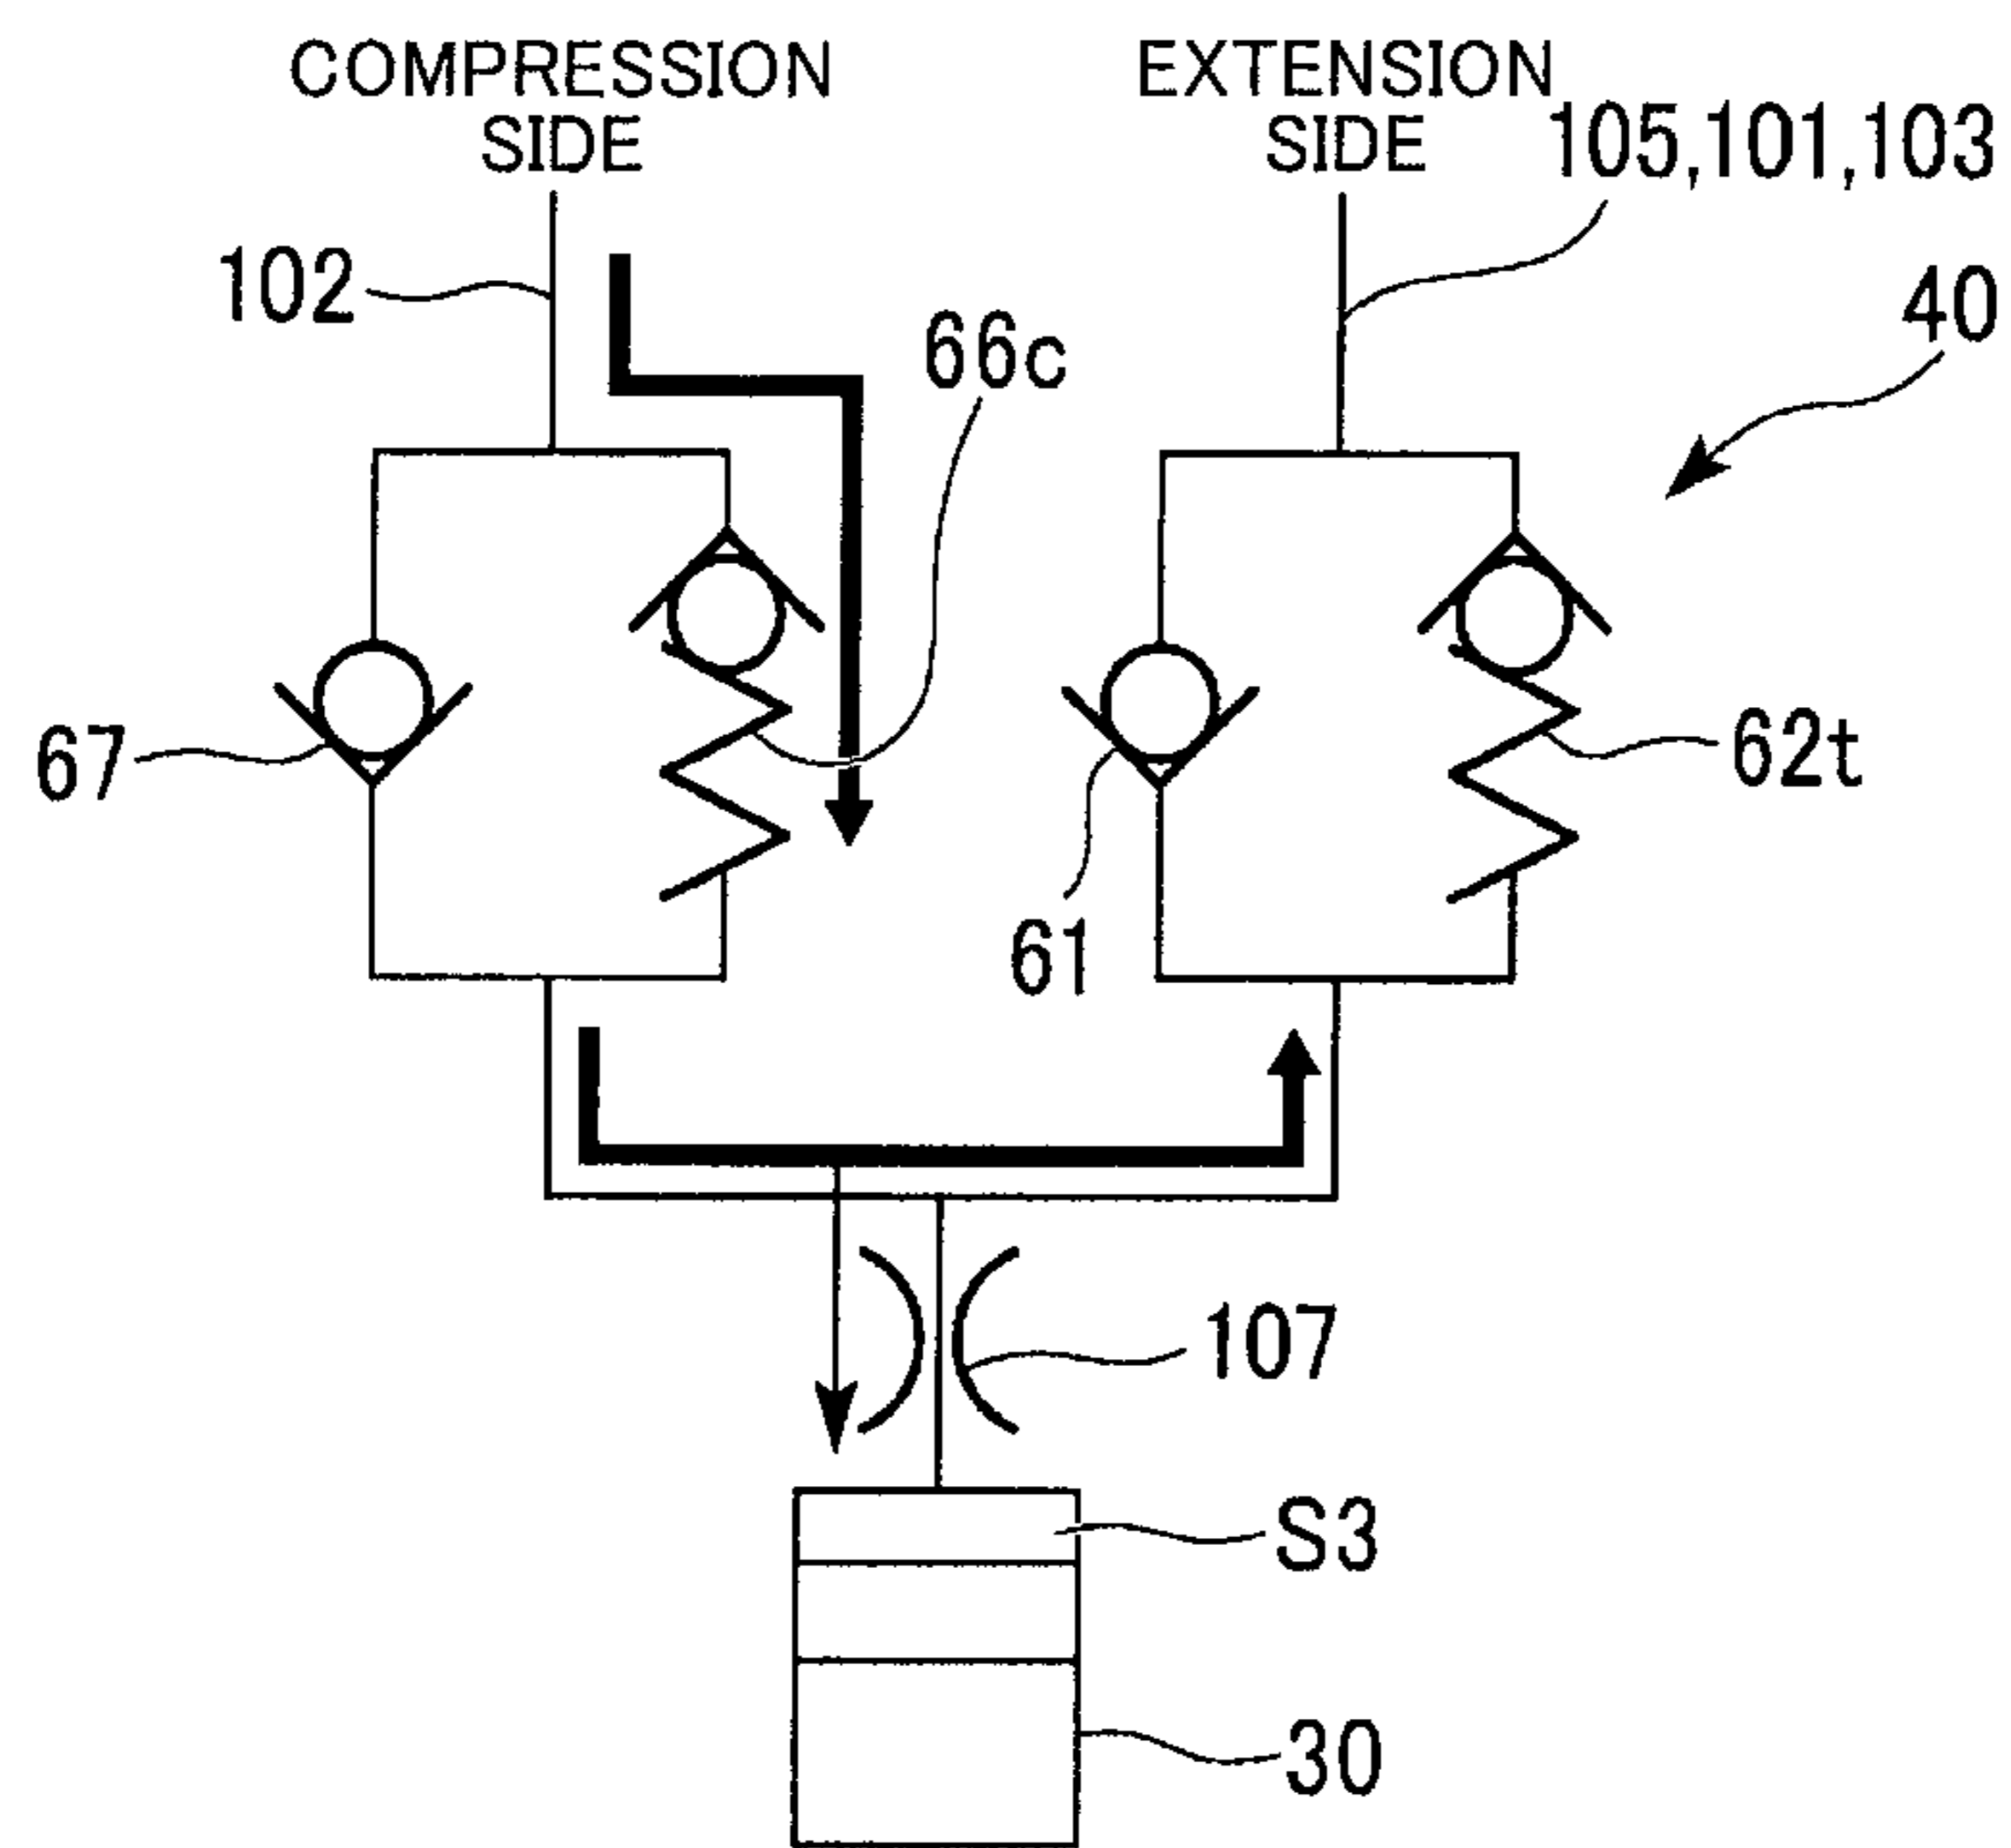 COMPRESSION
SIDE
EXTENSION
SIDE
105,101,103
102
40
66c
67
62t
61
107
S3
30